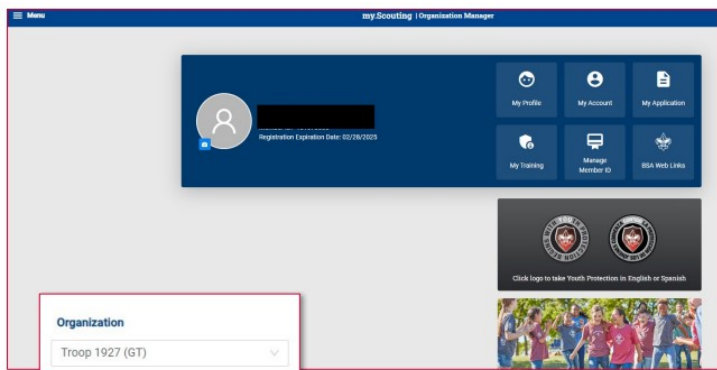 Menu
my.Scouting | Organization Manager
Registration Expiration Date: 02/28/2025
My Profile
My Account
My Application
My Training
Manage
Member ID
BSA Web Links
Click logo to take Youth Protection in English or Spanish
Organization
Troop 1927 (GT)